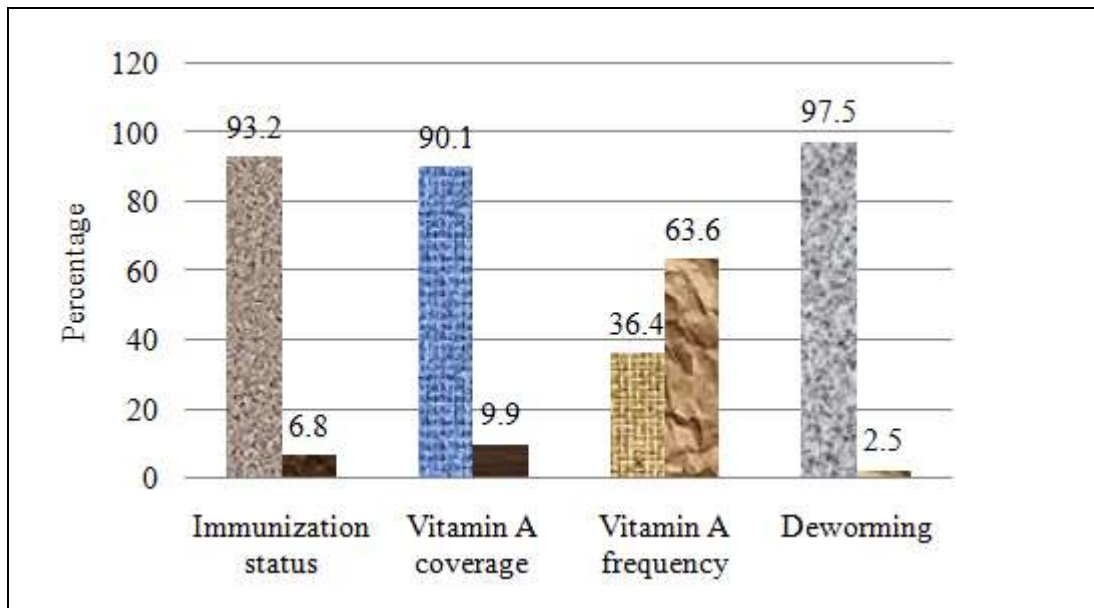 120
100
80
60
40
20
0
Percentage
93.2
6.8
90.1
9.9
36.4
63.6
97.5
2.5
Immunization
status
Vitamin A
coverage
Vitamin A
frequency
Deworming